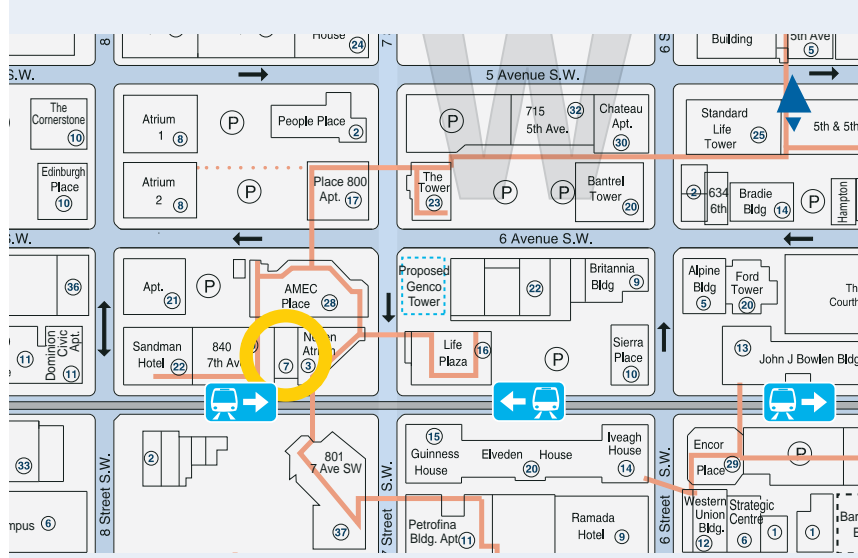 House
24
8
7
6 S
Building
5th Ave
5
S.W.
5 Avenue S.W.
The
Cornerstone
10
Atrium
1
8
P
People Place
2
P
715
5th Ave.
32
Chateau
Apt.
30
Standard
Life
Tower
25
5th & 5th
Edinburgh
Place
10
Atrium
2
8
P
Place 800
Apt.
17
The
Tower
23
P
P
Bantrel
Tower
20
2
634
6th
Bradie
Bldg
14
P
Hampton
S.W.
6 Avenue S.W.
36
Apt.
21
P
AMEC
Place
28
Proposed
Genco
Tower
22
Britannia
Bldg
9
Alpine
Bldg
5
Ford
Tower
20
Th
Courth
11
Dominion
Civic
Apt.
11
Sandman
Hotel
22
840
7th Ave
7
3
Life
Plaza
16
P
Sierra
Place
10
13
John J Bowlen Bldg
33
2
801
7 Ave SW
37
15
Guinness
House
Elveden House
20
Iveagh
House
14
Encor
Place
29
P
8 Street S.W.
7 Street S.W.
6 Street S.W.
mpus
6
Petrofina
Bldg. Apt
11
Ramada
Hotel
9
Western
Union
Bldg.
12
Strategic
Centre
6
1
1
Bar